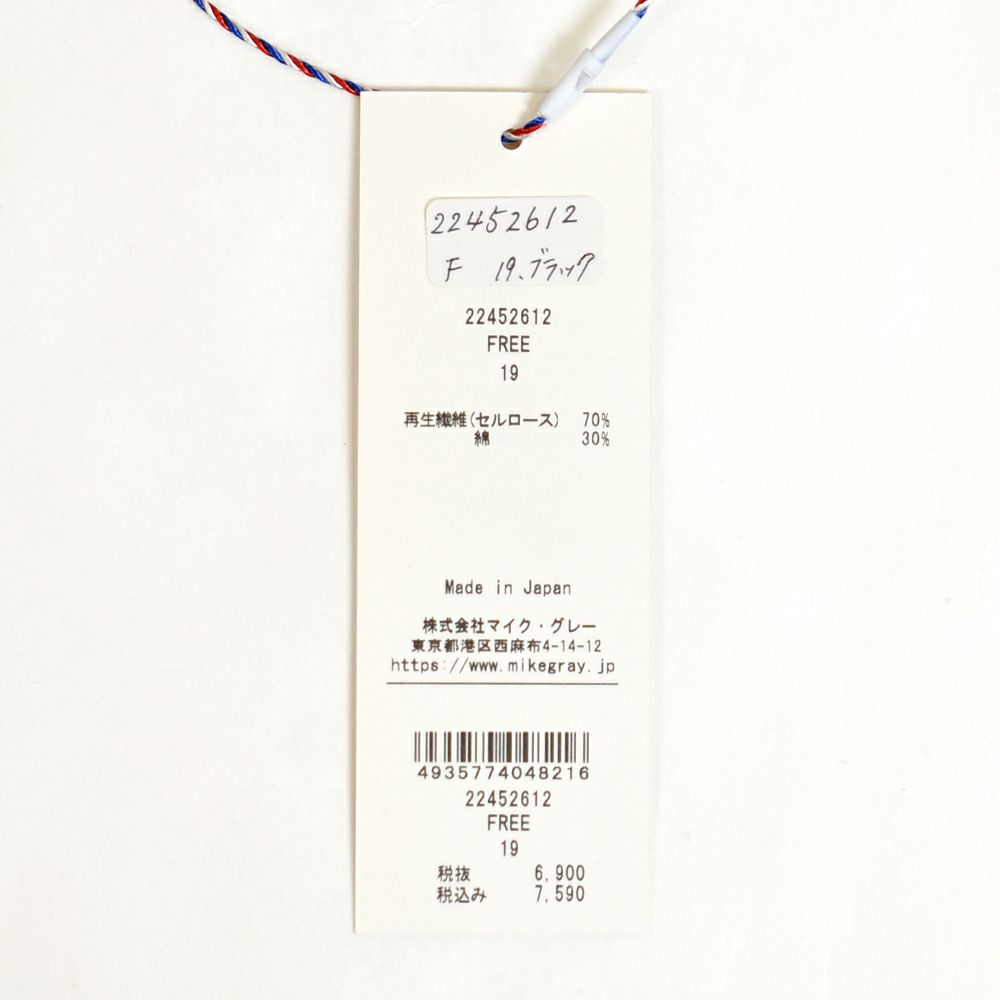 22452612
F 19、ブラック
22452612
FREE
19
再生繊維(セルロース) 70%
綿 30%
Made in Japan
株式会社マイク・グレー
東京都港区西麻布4-14-12
https://www.mikegray.jp
4935774048216
22452612
FREE
19
税抜 6,900
税込み 7,590